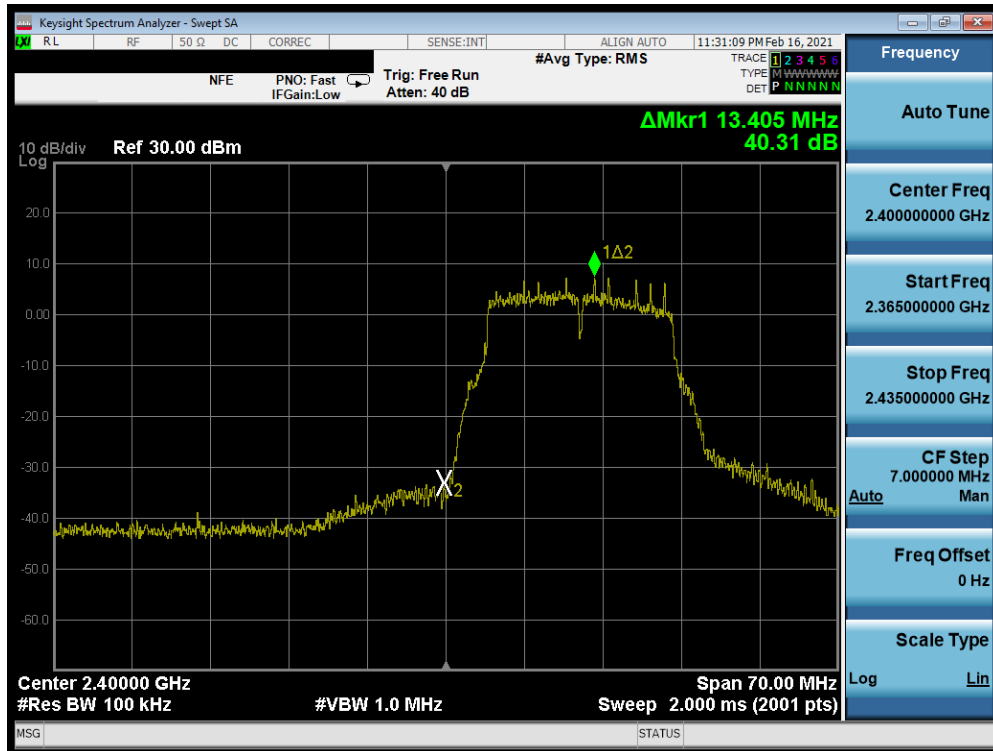 Keysight Spectrum Analyzer - Swept SA
LXI RL RF 50 Ω DC CORREC SENSE:INT ALIGN AUTO 11:31:09 PM Feb 16, 2021
NFE PNO: Fast Trig: Free Run #Avg Type: RMS TRACE 1 2 3 4 5 6
IFGain:Low Atten: 40 dB TYPE M WWWWW
DET P N N N N N
ΔMkr1 13.405 MHz
40.31 dB
10 dB/div Ref 30.00 dBm
Log
20.0
10.0
0.00
-10.0
-20.0
-30.0
-40.0
-50.0
-60.0
1Δ2
X2
Center 2.40000 GHz Span 70.00 MHz
#Res BW 100 kHz #VBW 1.0 MHz Sweep 2.000 ms (2001 pts)
MSG STATUS
Frequency
Auto Tune
Center Freq
2.400000000 GHz
Start Freq
2.365000000 GHz
Stop Freq
2.435000000 GHz
CF Step
7.000000 MHz
Auto Man
Freq Offset
0 Hz
Scale Type
Log Lin